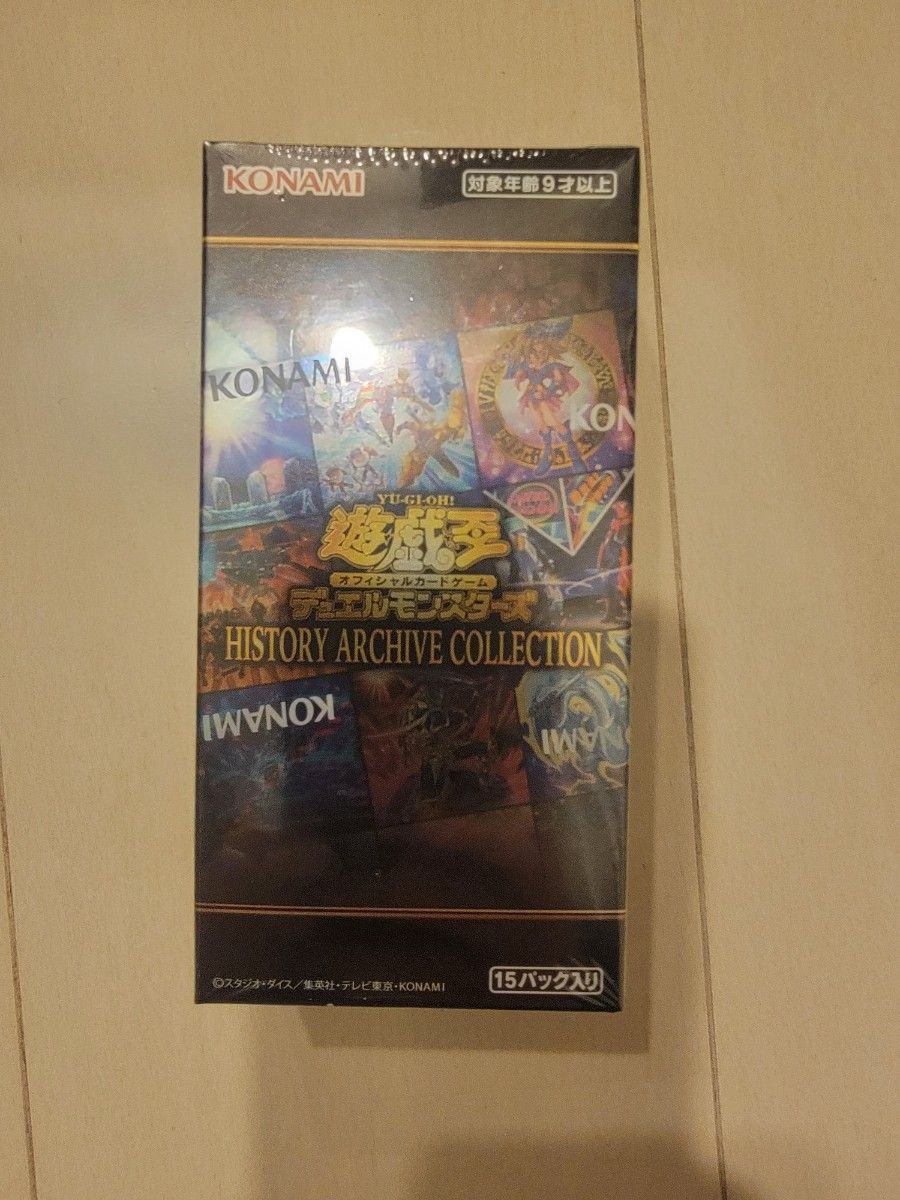 KONAMI
対象年齢9才以上
KONAMI
KON
YU-GI-OH!
遊戯王
オフィシャルカードゲーム
デュエルモンスターズ
HISTORY ARCHIVE COLLECTION
KONAMI
KONAMI
©スタジオ・ダイス/集英社・テレビ東京・KONAMI
15パック入り